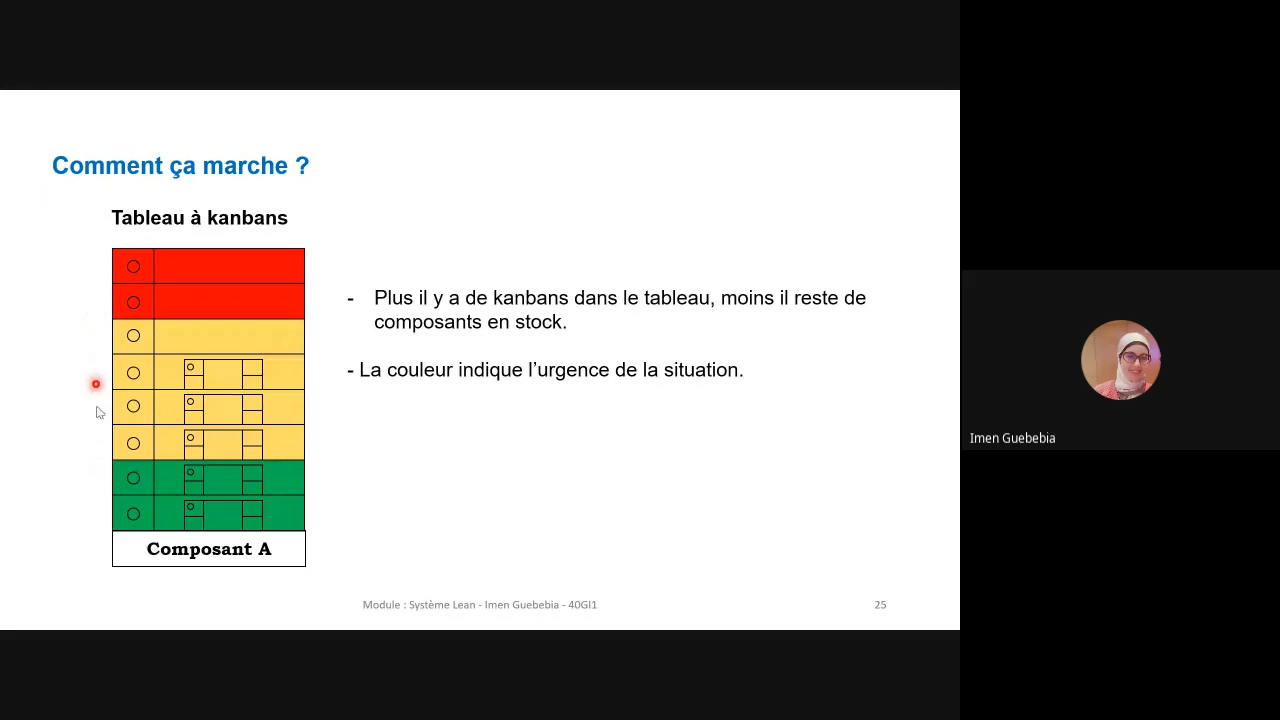 Comment ça marche ?
Tableau à kanbans
- Plus il y a de kanbans dans le tableau, moins il reste de
composants en stock.
- La couleur indique l’urgence de la situation.
Composant A
Module : Système Lean - Imen Guebebia - 40GI1
25
Imen Guebebia